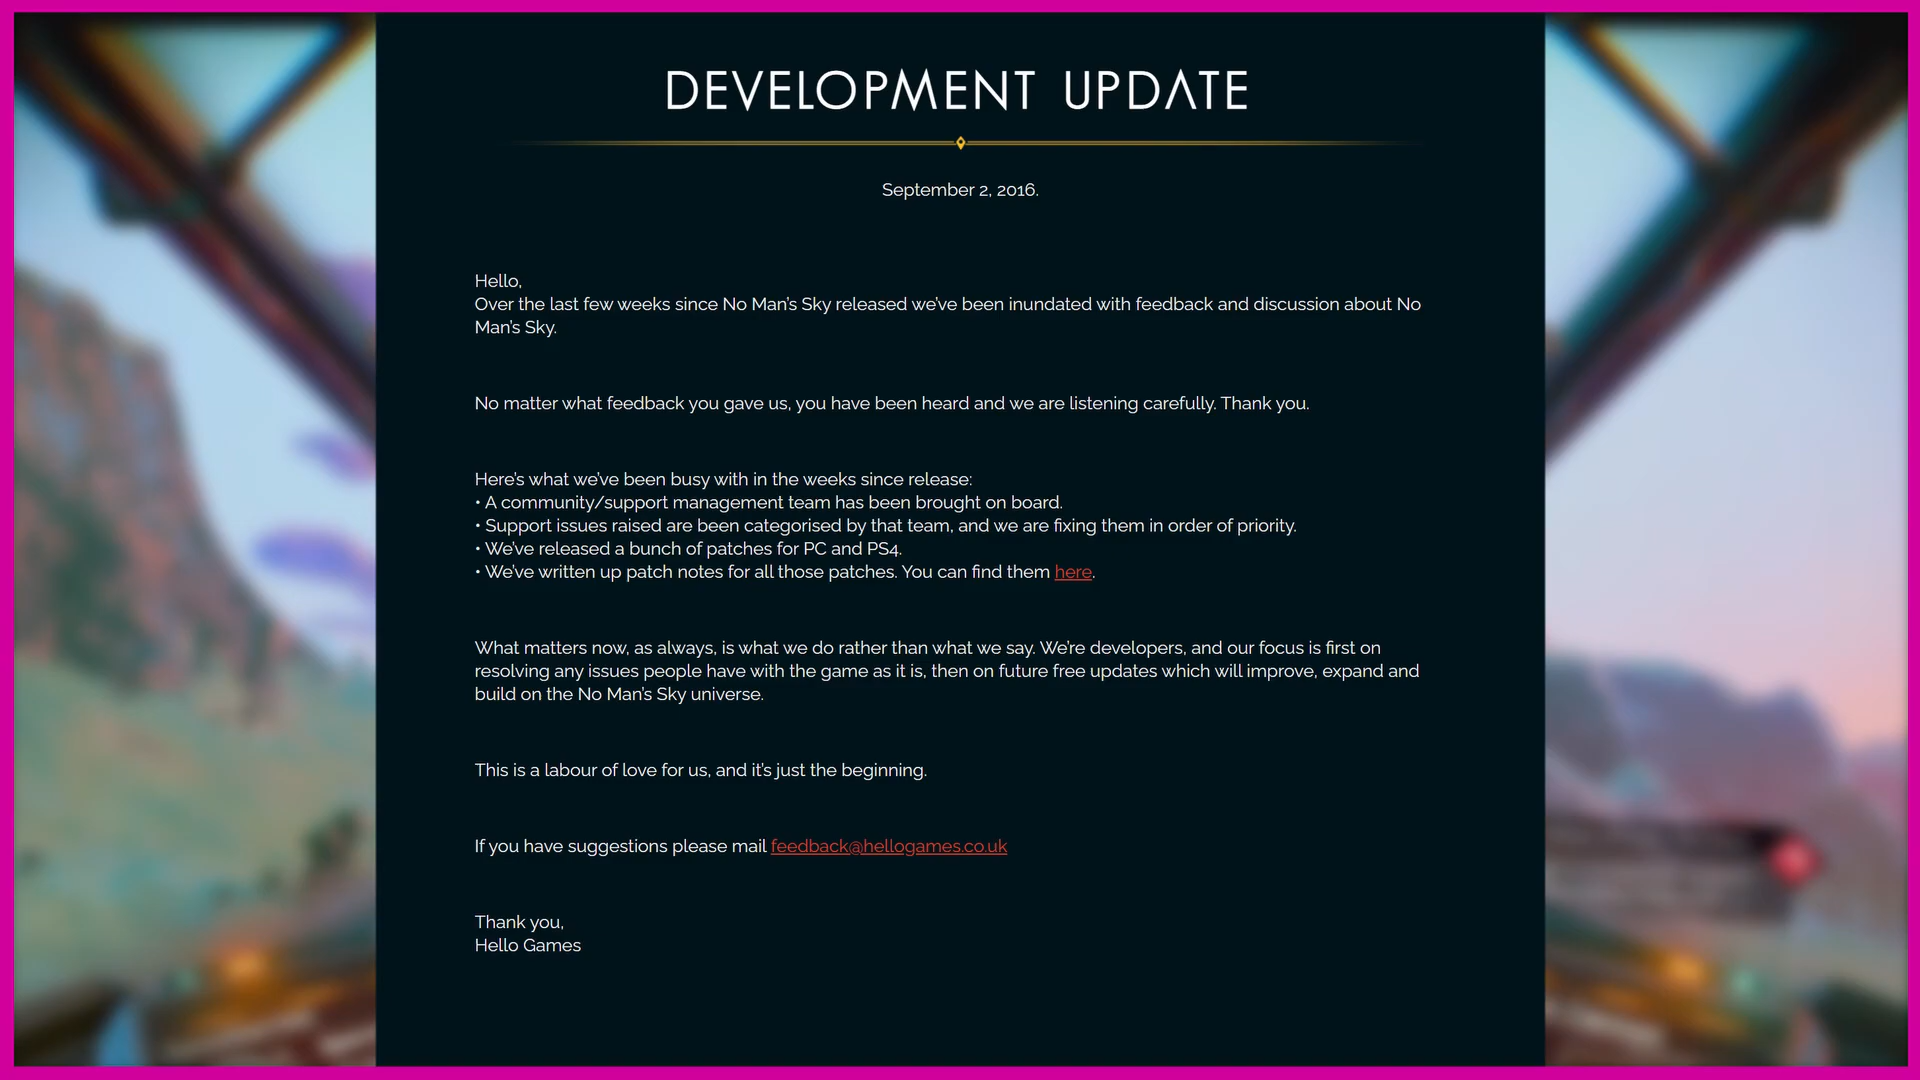 DEVELOPMENT UPDATE
September 2, 2016.
Hello,
Over the last few weeks since No Man's Sky released we've been inundated with feedback and discussion about No
Man's Sky.
No matter what feedback you gave us, you have been heard and we are listening carefully. Thank you.
Here's what we've been busy with in the weeks since release:
• A community/support management team has been brought on board.
• Support issues raised are been categorised by that team, and we are fixing them in order of priority.
• We've released a bunch of patches for PC and PS4.
• We've written up patch notes for all those patches. You can find them here.
What matters now, as always, is what we do rather than what we say. We're developers, and our focus is first on
resolving any issues people have with the game as it is, then on future free updates which will improve, expand and
build on the No Man's Sky universe.
This is a labour of love for us, and it's just the beginning.
If you have suggestions please mail feedback@hellogames.co.uk
Thank you,
Hello Games